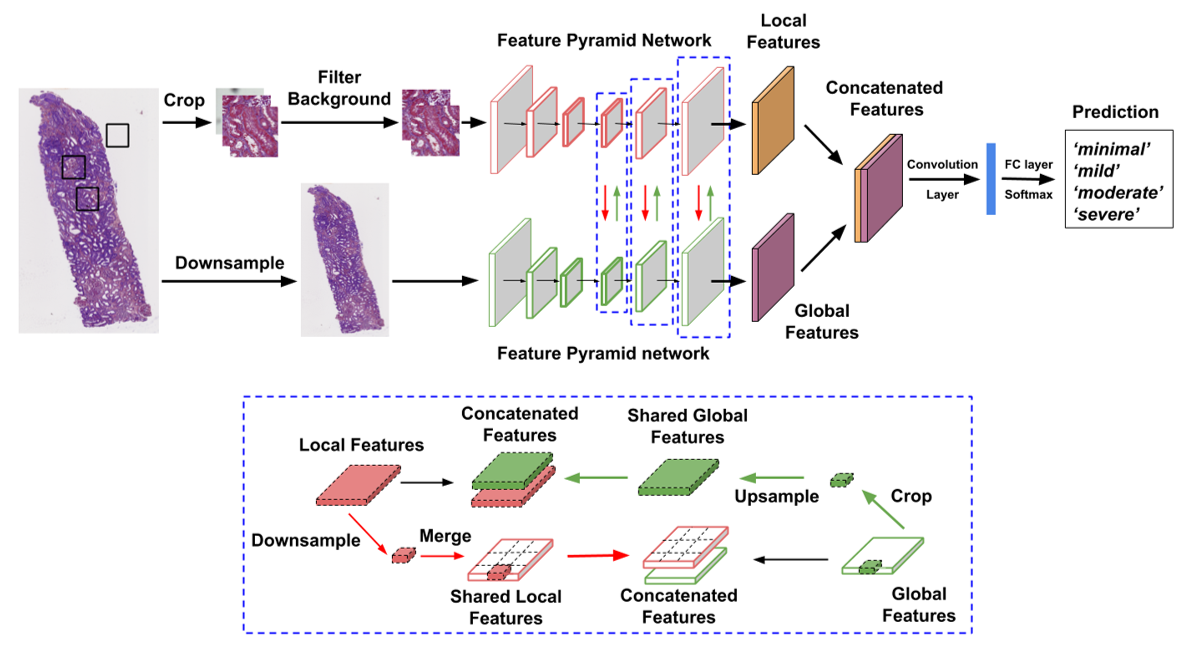 Feature Pyramid Network
Local
Features
Crop
Filter
Background
Concatenated
Features
Prediction
Convolution
Layer
FC layer
Softmax
‘minimal’
‘mild’
‘moderate’
‘severe’
Downsample
Global
Features
Feature Pyramid network
Concatenated
Features
Shared Global
Features
Local Features
Upsample
Crop
Downsample
Merge
Shared Local
Features
Concatenated
Features
Global
Features